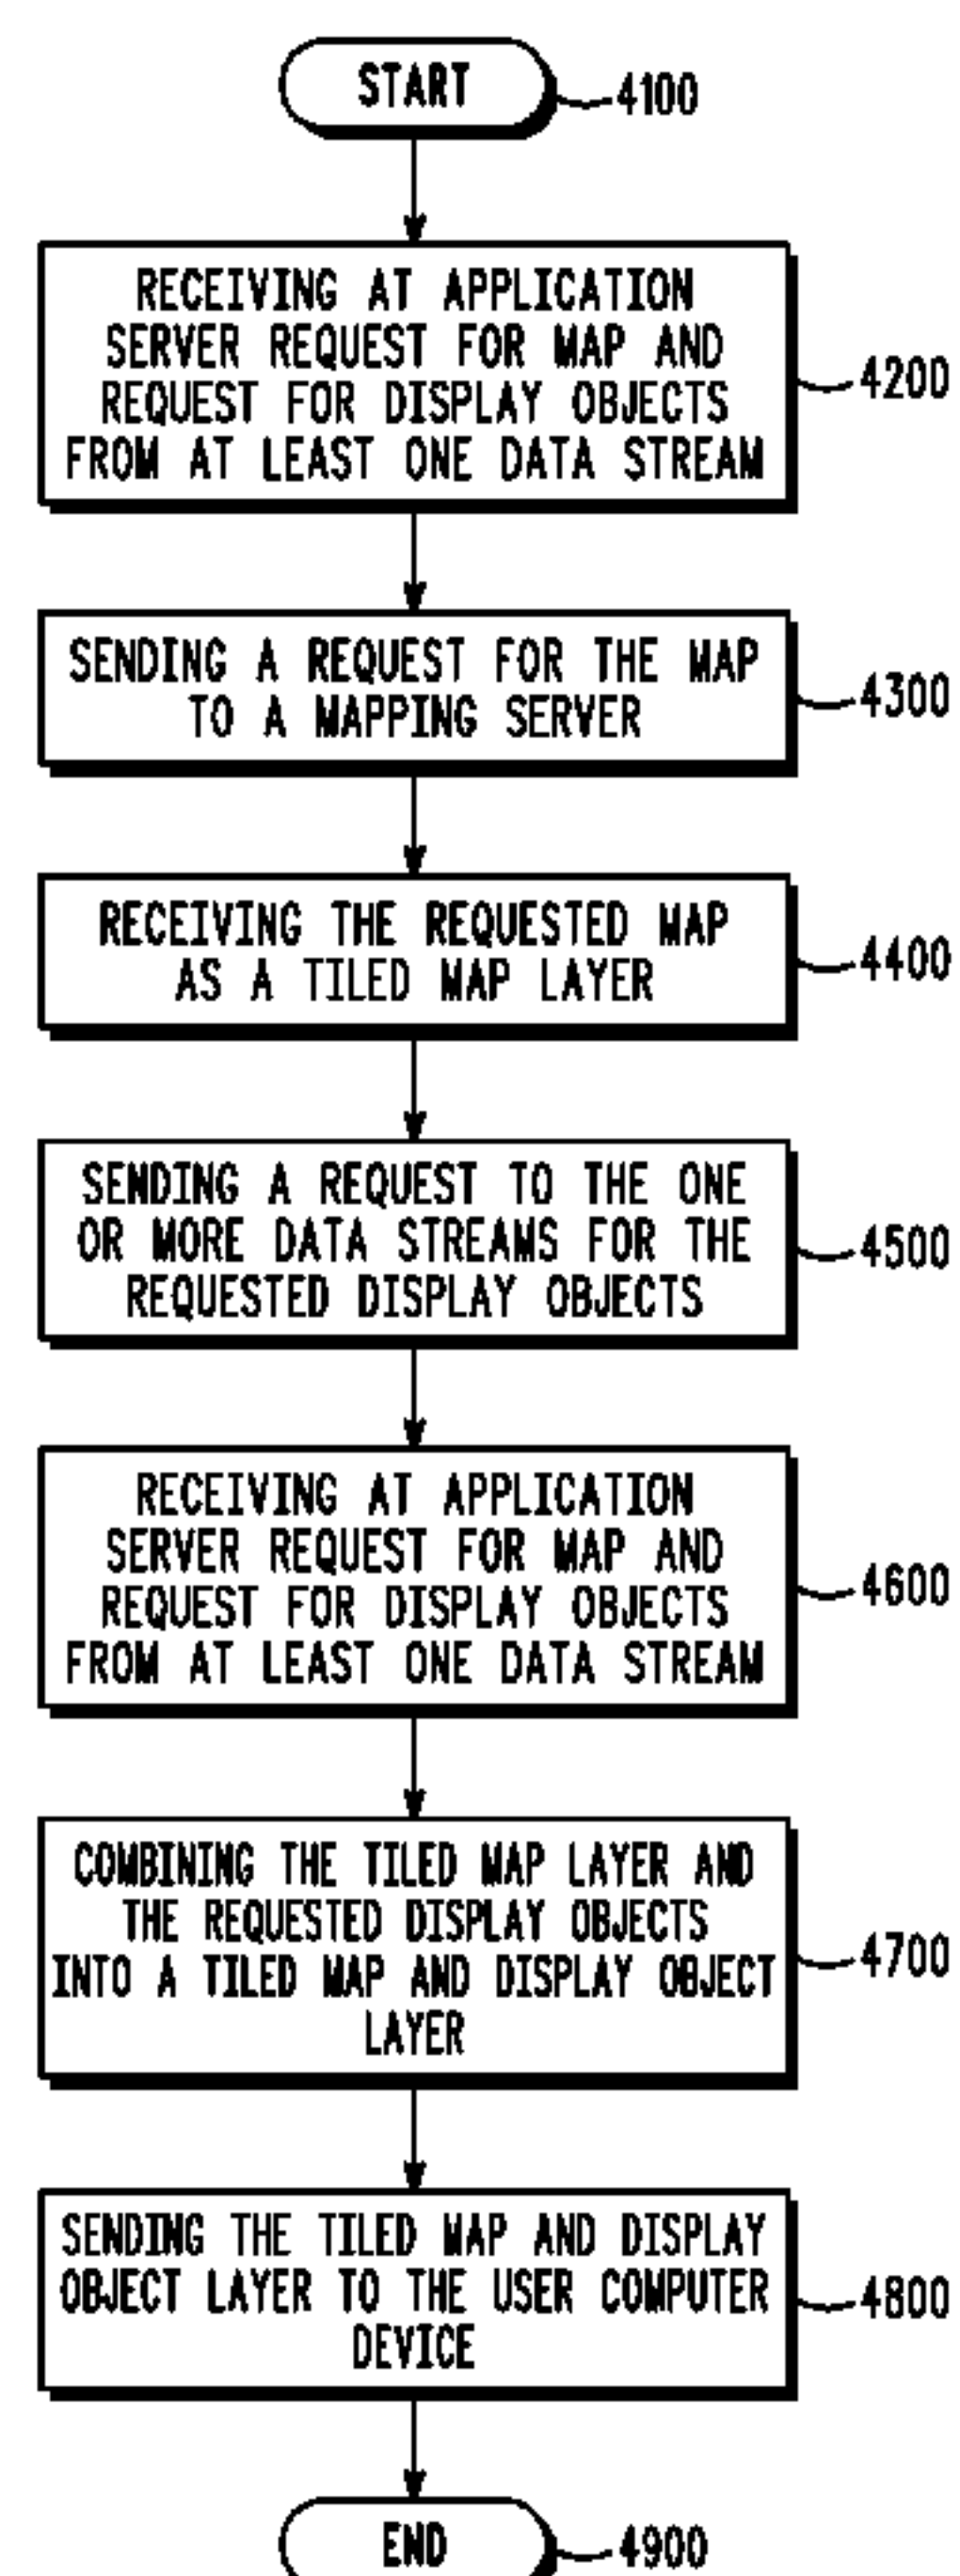 START
4100
RECEIVING AT APPLICATION
SERVER REQUEST FOR MAP AND
REQUEST FOR DISPLAY OBJECTS
FROM AT LEAST ONE DATA STREAM
4200
SENDING A REQUEST FOR THE MAP
TO A MAPPING SERVER
4300
RECEIVING THE REQUESTED MAP
AS A TILED MAP LAYER
4400
SENDING A REQUEST TO THE ONE
OR MORE DATA STREAMS FOR THE
REQUESTED DISPLAY OBJECTS
4500
RECEIVING AT APPLICATION
SERVER REQUEST FOR MAP AND
REQUEST FOR DISPLAY OBJECTS
FROM AT LEAST ONE DATA STREAM
4600
COMBINING THE TILED MAP LAYER AND
THE REQUESTED DISPLAY OBJECTS
INTO A TILED MAP AND DISPLAY OBJECT
LAYER
4700
SENDING THE TILED MAP AND DISPLAY
OBJECT LAYER TO THE USER COMPUTER
DEVICE
4800
END
4900